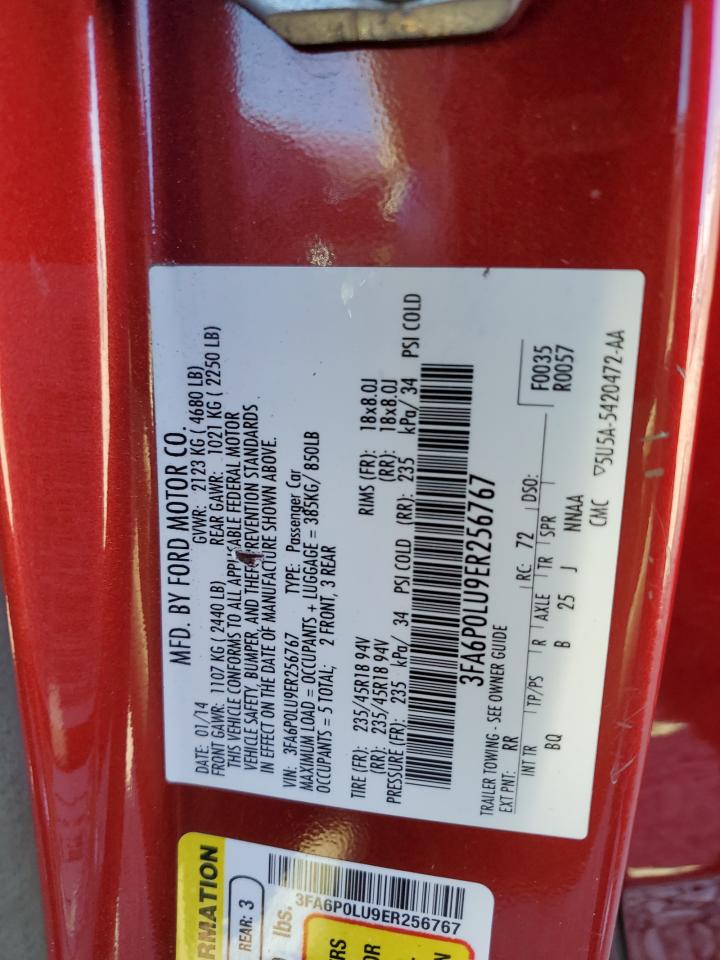 MFD. BY FORD MOTOR CO.
DATE: 01/14 GVWR: 2123 KG ( 4680 LB)
FRONT GAWR: 1107 KG ( 2440 LB) REAR GAWR: 1021 KG ( 2250 LB)
THIS VEHICLE CONFORMS TO ALL APPLICABLE FEDERAL MOTOR
VEHICLE SAFETY, BUMPER, AND THEFT PREVENTION STANDARDS
IN EFFECT ON THE DATE OF MANUFACTURE SHOWN ABOVE.
VIN: 3FA6P0LU9ER256767 TYPE: Passenger Car
MAXIMUM LOAD = OCCUPANTS + LUGGAGE = 385KG/ 850LB
OCCUPANTS = 5 TOTAL; 2 FRONT, 3 REAR
TIRE (FR): 235/45R18 94V RIMS (FR): 18x8.0J
(RR): 235/45R18 94V (RR): 18x8.0J
PRESSURE (FR): 235 kPa/ 34 PSI COLD (RR): 235 kPa/ 34 PSI COLD
3FA6P0LU9ER256767
TRAILER TOWING - SEE OWNER GUIDE
EXT PNT: RR RC: 72 DSO: F0035
R0057
INT TR TP/PS R AXLE TR SPR
BQ B 25 J NNAA
CMC ▽5U5A-5420472-AA
RMATION
REAR: 3
lbs.
3FA6P0LU9ER256767